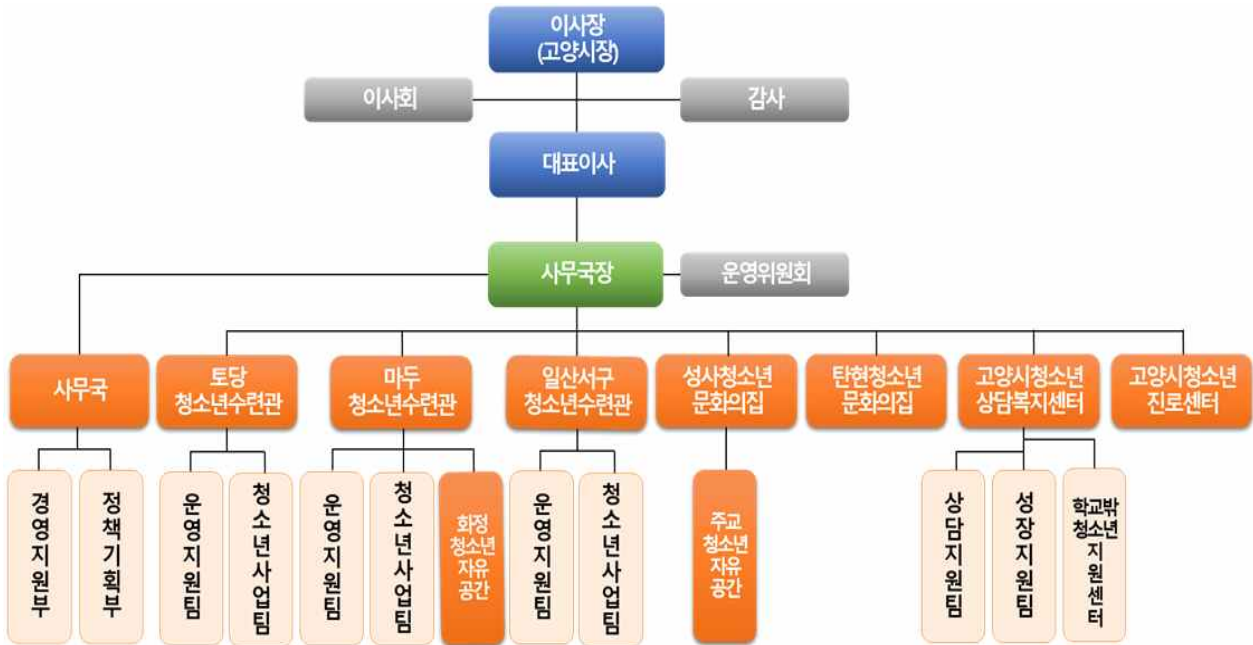 이사장
(고양시장)
이사회
감사
대표이사
사무국장
운영위원회
사무국
토당
청소년수련관
마두
청소년수련관
일산서구
청소년수련관
성사청소년
문화의집
탄현청소년
문화의집
고양시청소년
상담복지센터
고양시청소년
진로센터
경영지원부
정책기획부
운영지원팀
청소년사업팀
운영지원팀
청소년사업팀
화정
청소년
자유
공간
운영지원팀
청소년사업팀
주교
청소년
자유
공간
상담지원팀
성장지원팀
학교밖
청소년
지원센터